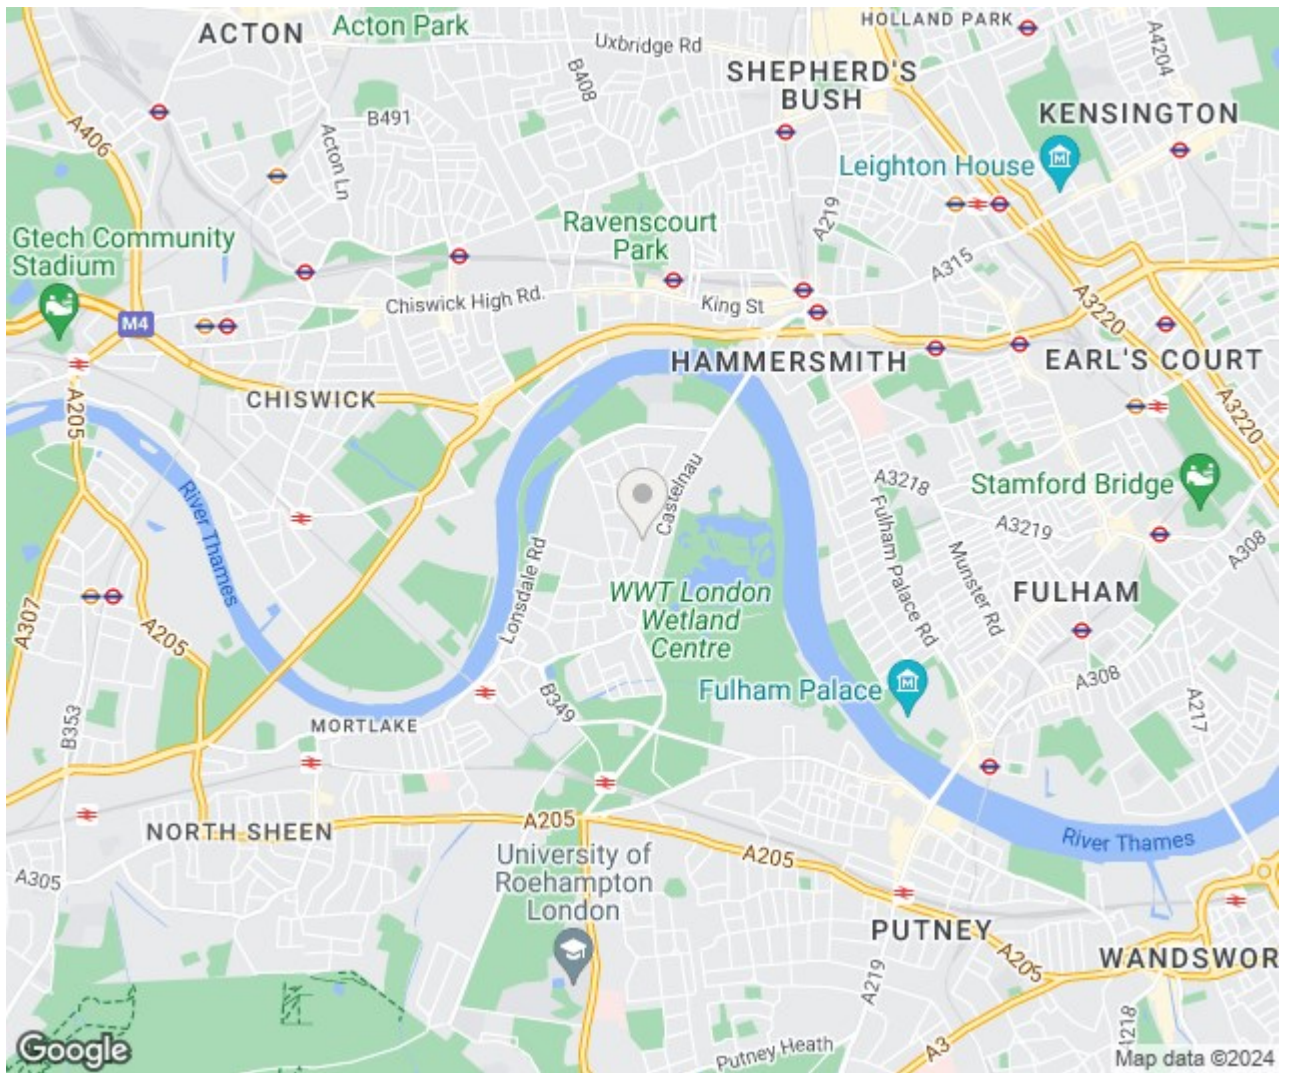 ACTON
Acton Park
HOLLAND PARK
Uxbridge Rd
A4204
B408
SHEPHERD'S
BUSH
KENSINGTON
A406
B491
Acton Ln
Leighton House
A219
Ravenscourt
Park
Gtech Community
Stadium
A315
Chiswick High Rd.
King St
A3220
M4
HAMMERSMITH
EARL'S COURT
CHISWICK
A205
A3220
Castelnau
A3218
Stamford Bridge
River Thames
Fulham Palace Rd
A3219
A308
Lonsdale Rd
Munster Rd
WWT London
Wetland
Centre
FULHAM
A307
A205
Fulham Palace
A308
B349
A217
B353
MORTLAKE
NORTH SHEEN
A205
A205
River Thames
University of
Roehampton
London
A305
PUTNEY
A205
WANDSWOR
A219
A218
A3
Putney Heath
Google
Map data ©2024